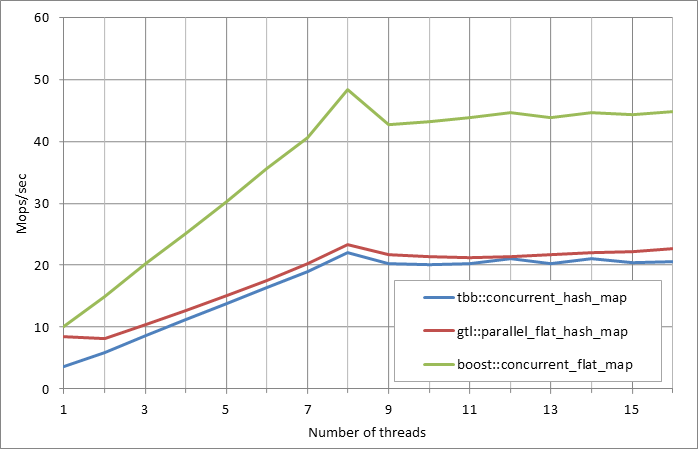 60
50
40
30
20
10
0
Mops/sec
1 3 5 7 9 11 13 15
Number of threads
tbb::concurrent_hash_map
gtl::parallel_flat_hash_map
boost::concurrent_flat_map